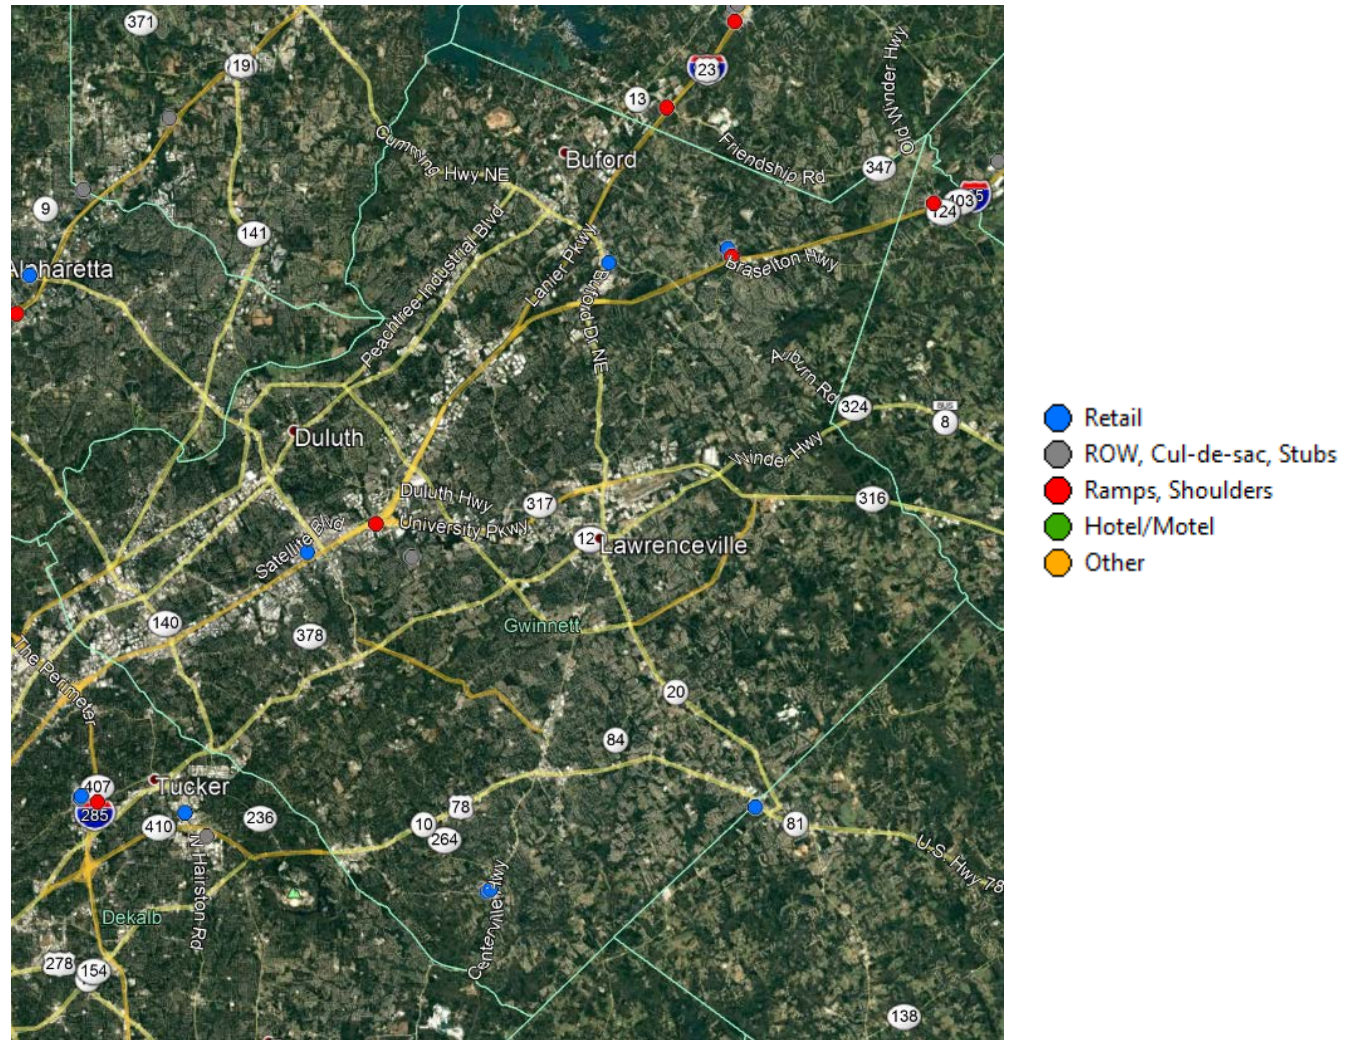 371
19
23
13
Cumming Hwy NE
Buford
Friendship Rd
Old Winder Hwy
347
9
141
124
403
Alpharetta
Peachtree Industrial Blvd
Lanier Pkwy
Braselton Hwy
Buford Dr NE
Auburn Rd
324
BUS
8
Duluth
Winder Hwy
Duluth Hwy
317
316
University Pkwy
Satellite Blvd
12
Lawrenceville
140
378
Gwinnett
The Perimeter
20
84
407
Tucker
285
410
236
78
10
264
81
U.S. Hwy 78
N Hairston Rd
Centerville Hwy
Dekalb
278
154
138
Retail
ROW, Cul-de-sac, Stubs
Ramps, Shoulders
Hotel/Motel
Other